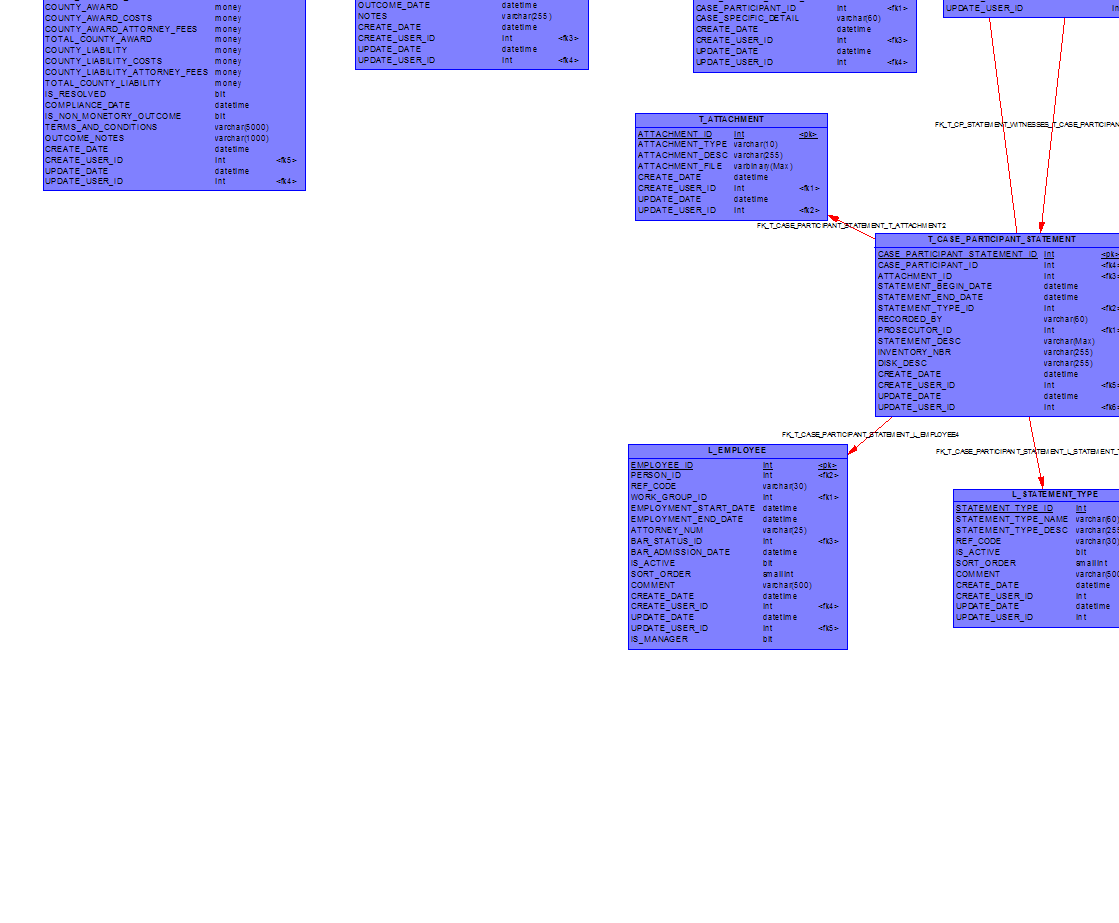 COUNTY_AWARD money
COUNTY_AWARD_COSTS money
COUNTY_AWARD_ATTORNEY_FEES money
TOTAL_COUNTY_AWARD money
COUNTY_LIABILITY money
COUNTY_LIABILITY_COSTS money
COUNTY_LIABILITY_ATTORNEY_FEES money
TOTAL_COUNTY_LIABILITY money
IS_RESOLVED bit
COMPLIANCE_DATE datetime
IS_NON_MONETORY_OUTCOME bit
TERMS_AND_CONDITIONS varchar(5000)
OUTCOME_NOTES varchar(1000)
CREATE_DATE datetime
CREATE_USER_ID int <fk5>
UPDATE_DATE datetime
UPDATE_USER_ID int <fk4>
OUTCOME_DATE datetime
NOTES varchar(255)
CREATE_DATE datetime
CREATE_USER_ID int <fk3>
UPDATE_DATE datetime
UPDATE_USER_ID int <fk4>
CASE_PARTICIPANT_ID int <fk1>
CASE_SPECIFIC_DETAIL varchar(60)
CREATE_DATE datetime
CREATE_USER_ID int <fk3>
UPDATE_DATE datetime
UPDATE_USER_ID int <fk4>
UPDATE_USER_ID in
FK_T_CP_STATEMENT_WITNESSES_T_CASE_PARTICIPAN
T_ATTACHMENT
ATTACHMENT_ID int <pk>
ATTACHMENT_TYPE varchar(10)
ATTACHMENT_DESC varchar(255)
ATTACHMENT_FILE varbinary(Max)
CREATE_DATE datetime
CREATE_USER_ID int <fk1>
UPDATE_DATE datetime
UPDATE_USER_ID int <fk2>
FK_T_CASE_PARTICIPANT_STATEMENT_T_ATTACHMENT2
T_CASE_PARTICIPANT_STATEMENT
CASE_PARTICIPANT_STATEMENT_ID int <pk>
CASE_PARTICIPANT_ID int <fk4>
ATTACHMENT_ID int <fk3>
STATEMENT_BEGIN_DATE datetime
STATEMENT_END_DATE datetime
STATEMENT_TYPE_ID int <fk2>
RECORDED_BY varchar(60)
PROSECUTOR_ID int <fk1>
STATEMENT_DESC varchar(Max)
INVENTORY_NBR varchar(255)
DISK_DESC varchar(255)
CREATE_DATE datetime
CREATE_USER_ID int <fk5>
UPDATE_DATE datetime
UPDATE_USER_ID int <fk6>
FK_T_CASE_PARTICIPANT_STATEMENT_L_EMPLOYEE4
FK_T_CASE_PARTICIPANT_STATEMENT_L_STATEMENT_T
L_EMPLOYEE
EMPLOYEE_ID int <pk>
PERSON_ID int <fk2>
REF_CODE varchar(30)
WORK_GROUP_ID int <fk1>
EMPLOYMENT_START_DATE datetime
EMPLOYMENT_END_DATE datetime
ATTORNEY_NUM varchar(25)
BAR_STATUS_ID int <fk3>
BAR_ADMISSION_DATE datetime
IS_ACTIVE bit
SORT_ORDER smallint
COMMENT varchar(500)
CREATE_DATE datetime
CREATE_USER_ID int <fk4>
UPDATE_DATE datetime
UPDATE_USER_ID int <fk5>
IS_MANAGER bit
L_STATEMENT_TYPE
STATEMENT_TYPE_ID int
STATEMENT_TYPE_NAME varchar(60)
STATEMENT_TYPE_DESC varchar(255
REF_CODE varchar(30)
IS_ACTIVE bit
SORT_ORDER smallint
COMMENT varchar(500
CREATE_DATE datetime
CREATE_USER_ID int
UPDATE_DATE datetime
UPDATE_USER_ID int